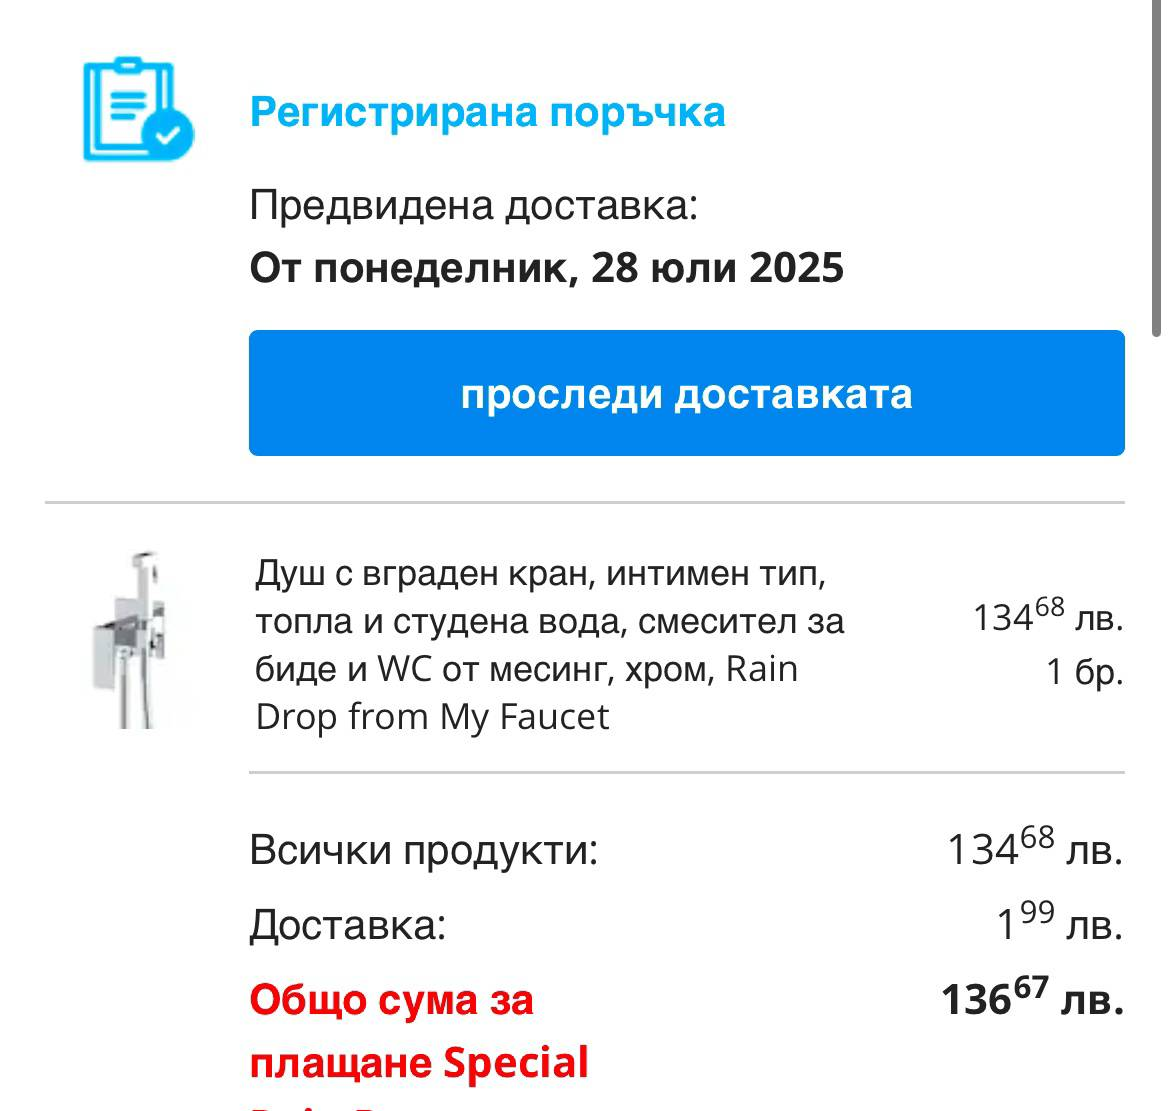 Регистрирана поръчка
Предвидена доставка:
От понеделник, 28 юли 2025
проследи доставката
Душ с вграден кран, интимен тип,
топла и студена вода, смесител за
биде и WC от месинг, хром, Rain
Drop from My Faucet
134⁶⁸ лв.
1 бр.
Всички продукти: 134⁶⁸ лв.
Доставка: 1⁹⁹ лв.
Общо сума за 136⁶⁷ лв.
плащане Special